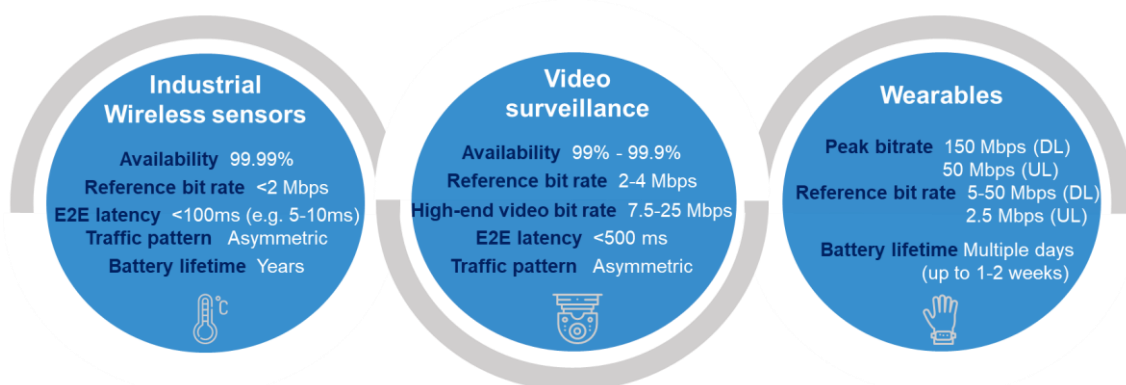 Industrial
Wireless sensors
Availability 99.99%
Reference bit rate <2 Mbps
E2E latency <100ms (e.g. 5-10ms)
Traffic pattern Asymmetric
Battery lifetime Years
°C
Video
surveillance
Availability 99% - 99.9%
Reference bit rate 2-4 Mbps
High-end video bit rate 7.5-25 Mbps
E2E latency <500 ms
Traffic pattern Asymmetric
Wearables
Peak bitrate 150 Mbps (DL)
50 Mbps (UL)
Reference bit rate 5-50 Mbps (DL)
2.5 Mbps (UL)
Battery lifetime Multiple days
(up to 1-2 weeks)